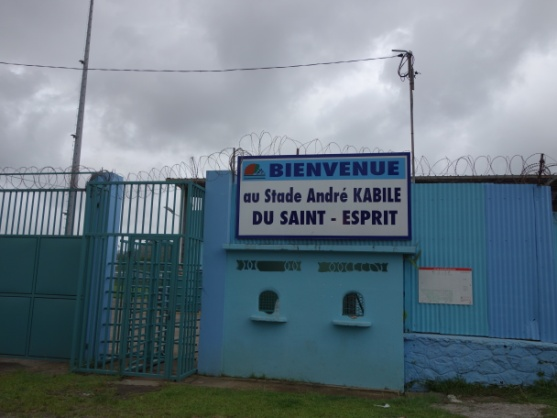 BIENVENUE
au Stade André KABILE
DU SAINT - ESPRIT